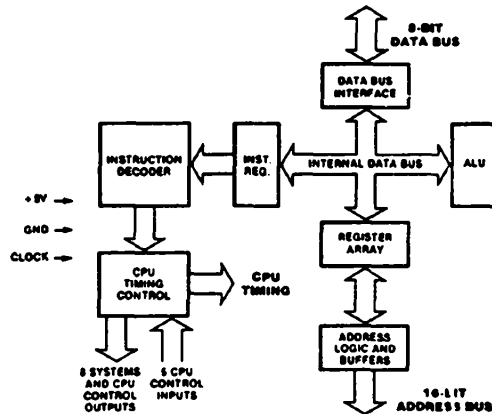 8-BIT
DATA BUS
DATA BUS
INTERFACE
INSTRUCTION
DECODER
INST.
REG.
INTERNAL DATA BUS
ALU
+5V
GND
CLOCK
REGISTER
ARRAY
CPU
TIMING
CONTROL
CPU
TIMING
ADDRESS
LOGIC AND
BUFFERS
8 SYSTEMS
AND CPU
CONTROL
OUTPUTS
5 CPU
CONTROL
INPUTS
16-LIT
ADDRESS BUS